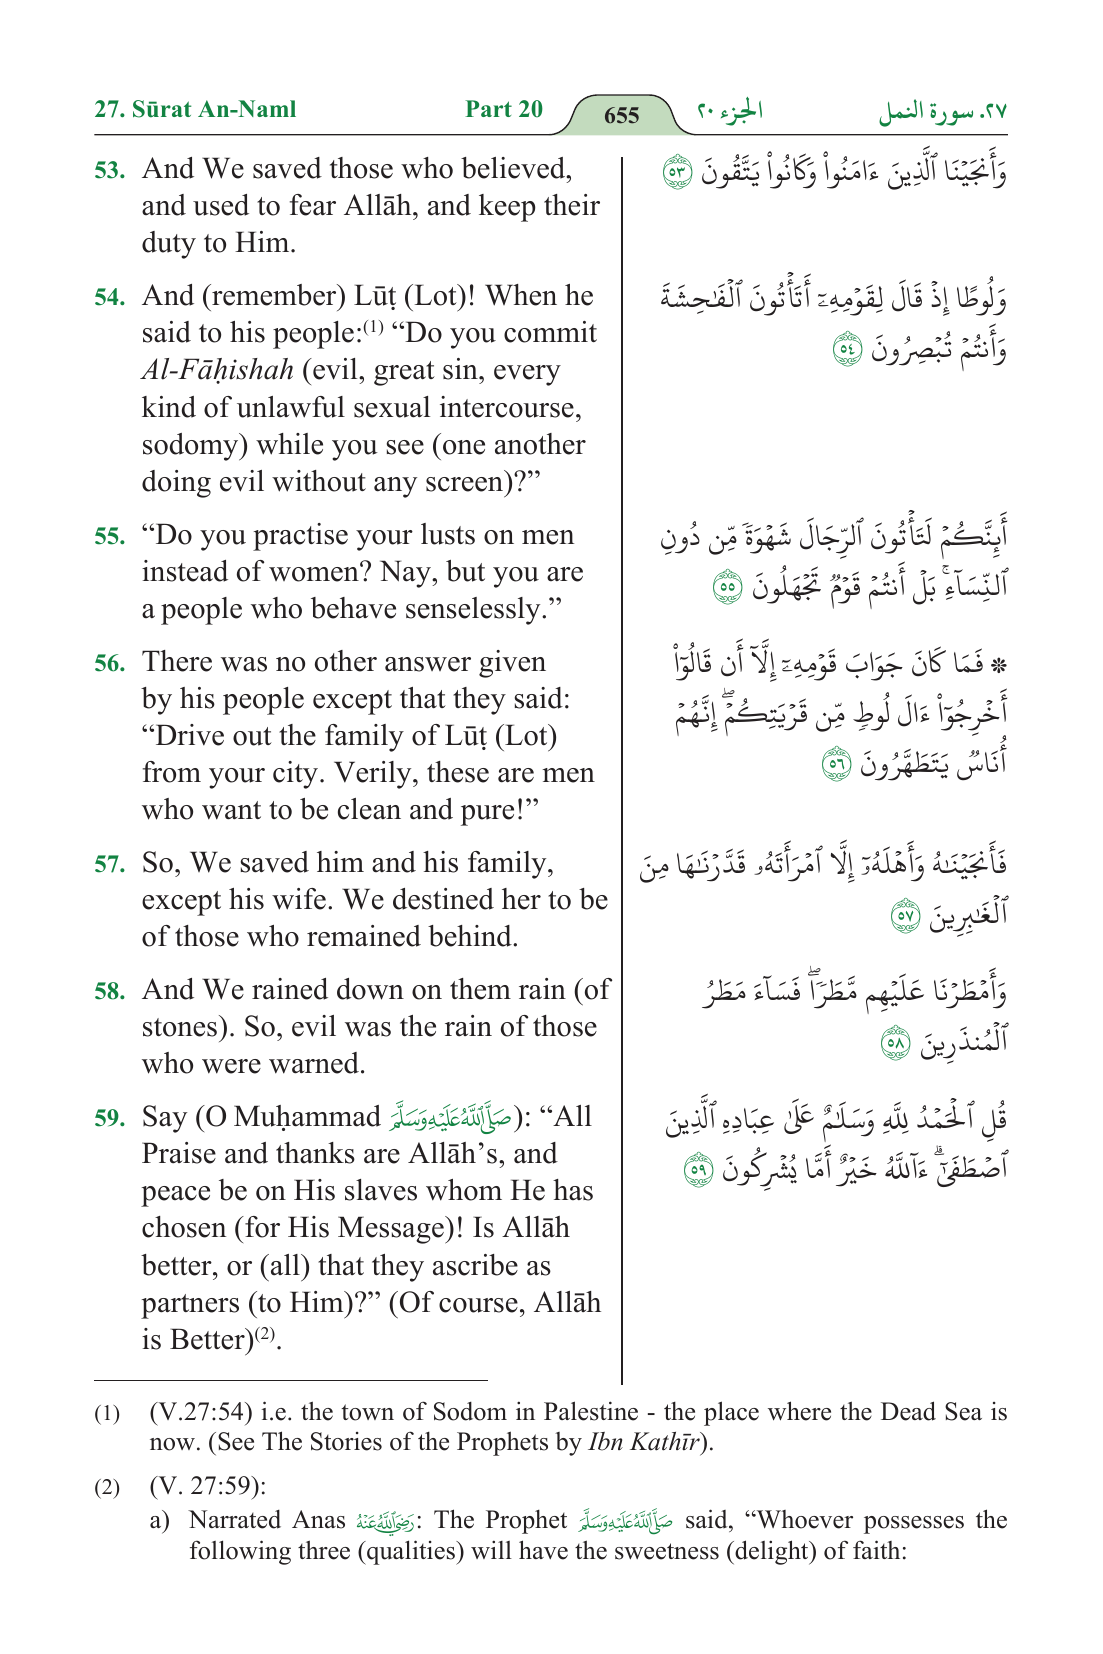 27. Sūrat An-Naml Part 20 655 الجزء ٢٠ ٢٧. سورة النمل
53. And We saved those who believed,
and used to fear Allāh, and keep their
duty to Him.
وَأَنجَيۡنَا ٱلَّذِينَ ءَامَنُواْ وَكَانُواْ يَتَّقُونَ ٥٣
54. And (remember) Lūṭ (Lot)! When he
said to his people:(1) “Do you commit
Al-Fāḥishah (evil, great sin, every
kind of unlawful sexual intercourse,
sodomy) while you see (one another
doing evil without any screen)?”
وَلُوطًا إِذۡ قَالَ لِقَوۡمِهِۦٓ أَتَأۡتُونَ ٱلۡفَٰحِشَةَ
وَأَنتُمۡ تُبۡصِرُونَ ٥٤
55. “Do you practise your lusts on men
instead of women? Nay, but you are
a people who behave senselessly.”
أَئِنَّكُمۡ لَتَأۡتُونَ ٱلرِّجَالَ شَهۡوَةٗ مِّن دُونِ
ٱلنِّسَآءِۚ بَلۡ أَنتُمۡ قَوۡمٞ تَجۡهَلُونَ ٥٥
56. There was no other answer given
by his people except that they said:
“Drive out the family of Lūṭ (Lot)
from your city. Verily, these are men
who want to be clean and pure!”
۞ فَمَا كَانَ جَوَابَ قَوۡمِهِۦٓ إِلَّآ أَن قَالُوٓاْ
أَخۡرِجُوٓاْ ءَالَ لُوطٖ مِّن قَرۡيَتِكُمۡۖ إِنَّهُمۡ
أُنَاسٞ يَتَطَهَّرُونَ ٥٦
57. So, We saved him and his family,
except his wife. We destined her to be
of those who remained behind.
فَأَنجَيۡنَٰهُ وَأَهۡلَهُۥٓ إِلَّا ٱمۡرَأَتَهُۥ قَدَّرۡنَٰهَا مِنَ
ٱلۡغَٰبِرِينَ ٥٧
58. And We rained down on them rain (of
stones). So, evil was the rain of those
who were warned.
وَأَمۡطَرۡنَا عَلَيۡهِم مَّطَرٗاۖ فَسَآءَ مَطَرُ
ٱلۡمُنذَرِينَ ٥٨
59. Say (O Muḥammad صَلَّى ٱللَّهُ عَلَيْهِ وَسَلَّمَ): “All
Praise and thanks are Allāh’s, and
peace be on His slaves whom He has
chosen (for His Message)! Is Allāh
better, or (all) that they ascribe as
partners (to Him)?” (Of course, Allāh
is Better)(2).
قُلِ ٱلۡحَمۡدُ لِلَّهِ وَسَلَٰمٌ عَلَىٰ عِبَادِهِ ٱلَّذِينَ
ٱصۡطَفَىٰٓۗ ءَآللَّهُ خَيۡرٌ أَمَّا يُشۡرِكُونَ ٥٩
(1) (V.27:54) i.e. the town of Sodom in Palestine - the place where the Dead Sea is
now. (See The Stories of the Prophets by Ibn Kathīr).
(2) (V. 27:59):
a) Narrated Anas رَضِيَ ٱللَّهُ عَنْهُ: The Prophet صَلَّى ٱللَّهُ عَلَيْهِ وَسَلَّمَ said, “Whoever possesses the
following three (qualities) will have the sweetness (delight) of faith: